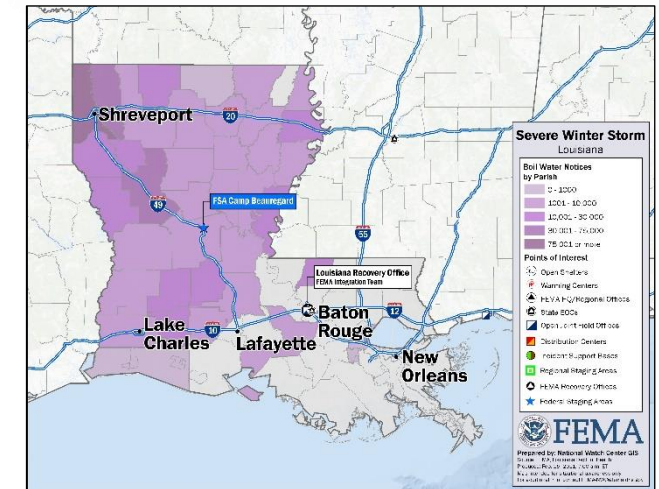 Shreveport
20
49
FSA Camp Beauregard
55
Louisiana Recovery Office
FEMA Integration Team
Baton
Rouge
12
Lake
Charles
10
Lafayette
New
Orleans
Severe Winter Storm
Louisiana
Boil Water Notices
by Parish
0 - 1000
1001 - 10,000
10,001 - 30,000
30,001 - 75,000
75,001 or more
Points of Interest
Open Shelters
Warming Centers
FEMA HQ/Regional Offices
State EOCs
Open Joint Field Offices
Distribution Centers
Incident Support Bases
Regional Staging Areas
FEMA Recovery Offices
Federal Staging Areas
FEMA
Prepared by: National Watch Center GIS